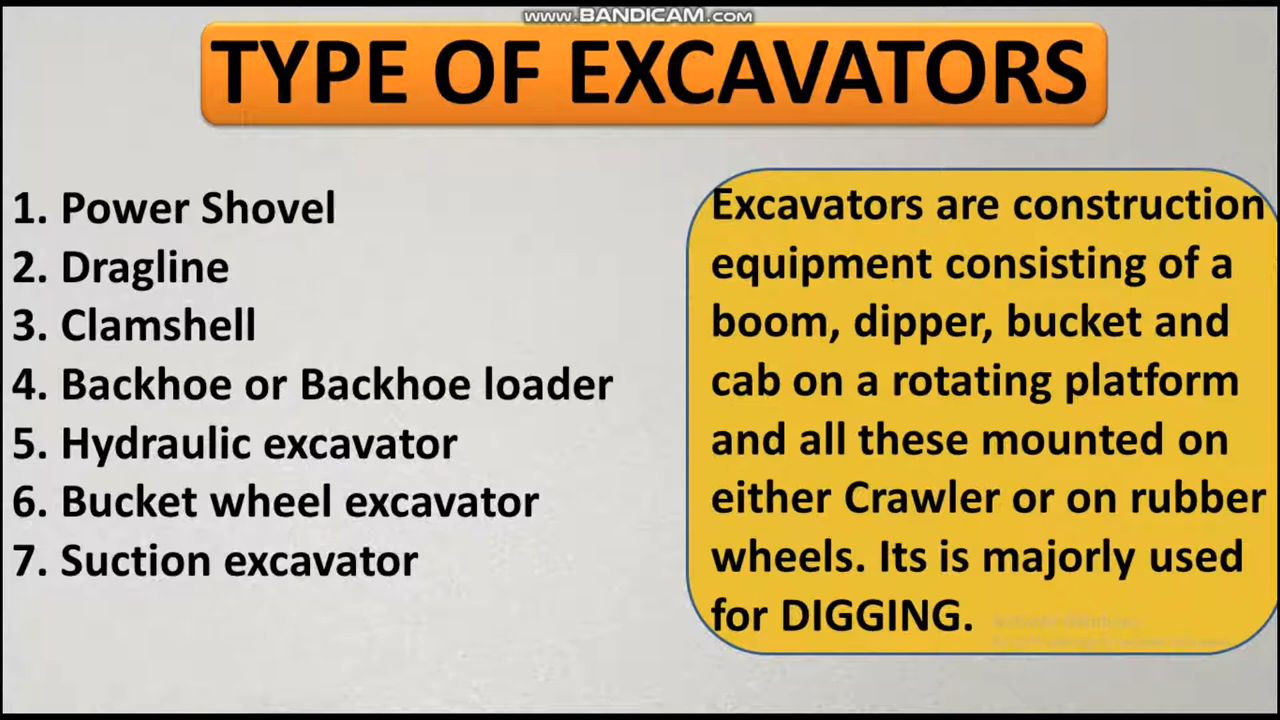 www.BANDICAM.com
TYPE OF EXCAVATORS
1. Power Shovel
2. Dragline
3. Clamshell
4. Backhoe or Backhoe loader
5. Hydraulic excavator
6. Bucket wheel excavator
7. Suction excavator
Excavators are construction
equipment consisting of a
boom, dipper, bucket and
cab on a rotating platform
and all these mounted on
either Crawler or on rubber
wheels. Its is majorly used
for DIGGING.